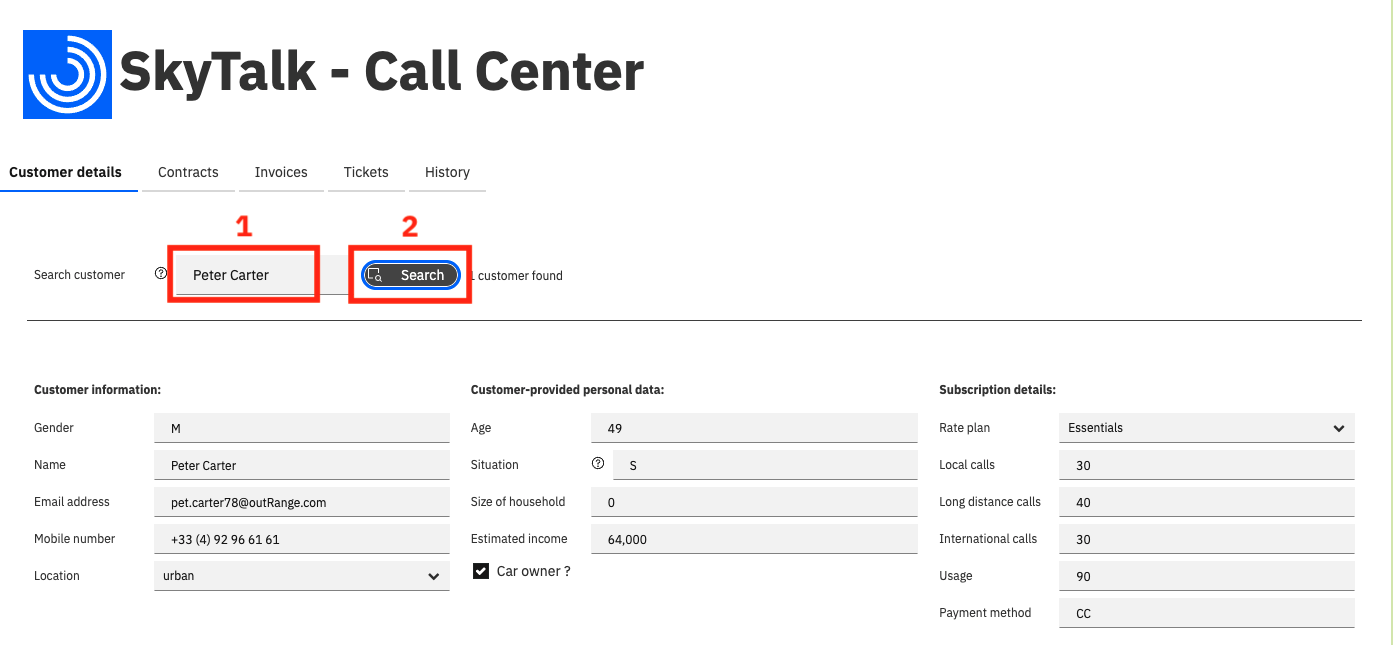 SkyTalk - Call Center
Customer details Contracts Invoices Tickets History
1 2
Search customer Peter Carter Search 1 customer found
Customer information: Customer-provided personal data: Subscription details:
Gender M Age 49 Rate plan Essentials
Name Peter Carter Situation S Local calls 30
Email address pet.carter78@outRange.com Size of household 0 Long distance calls 40
Mobile number +33 (4) 92 96 61 61 Estimated income 64,000 International calls 30
Location urban Car owner ? Usage 90
Payment method CC